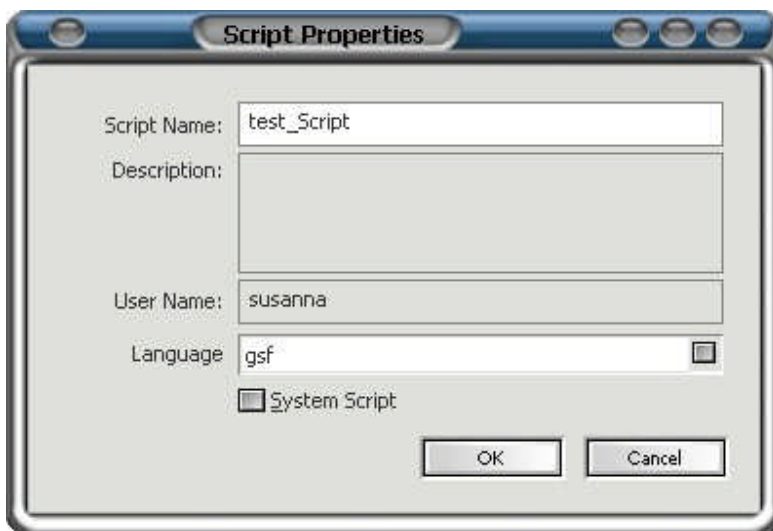 Script Properties
Script Name: test_Script
Description:
User Name: susanna
Language gsf
System Script
OK Cancel